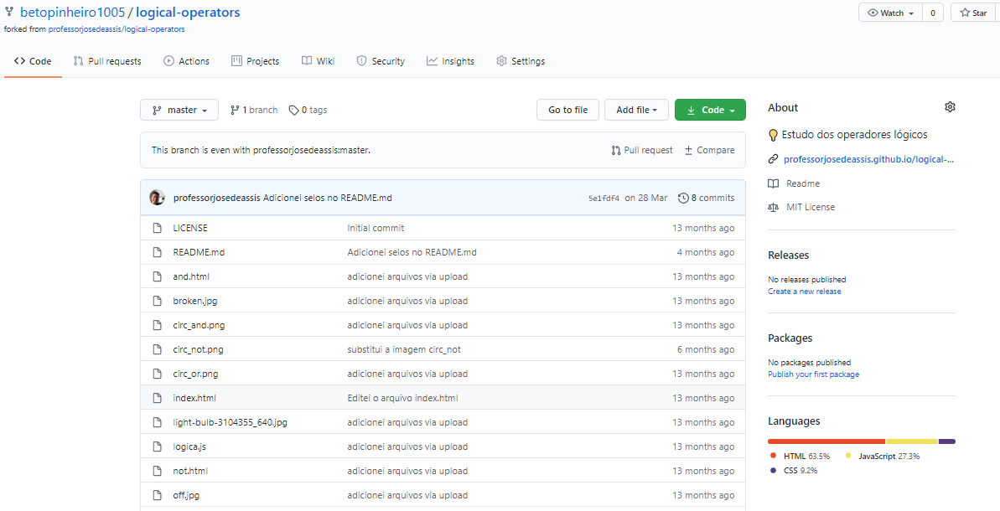 betopinheiro1005 / logical-operators
Watch 0 Star
forked from professorjosedeassis/logical-operators
Code Pull requests Actions Projects Wiki Security Insights Settings
master 1 branch 0 tags Go to file Add file Code
This branch is even with professorjosedeassis:master. Pull request Compare
professorjosedeassis Adicionei selos no README.md 5e1fdf4 on 28 Mar 8 commits
LICENSE Initial commit 13 months ago
README.md Adicionei selos no README.md 4 months ago
and.html adicionei arquivos via upload 13 months ago
broken.jpg adicionei arquivos via upload 13 months ago
circ_and.png adicionei arquivos via upload 13 months ago
circ_not.png substitui a imagem circ_not 6 months ago
circ_or.png adicionei arquivos via upload 13 months ago
index.html Editei o arquivo index.html 13 months ago
light-bulb-3104355_640.jpg adicionei arquivos via upload 13 months ago
logica.js adicionei arquivos via upload 13 months ago
not.html adicionei arquivos via upload 13 months ago
off.jpg adicionei arquivos via upload 13 months ago
About
Estudo dos operadores lógicos
professorjosedeassis.github.io/logical-...
Readme
MIT License
Releases
No releases published
Create a new release
Packages
No packages published
Publish your first package
Languages
HTML 63.5% JavaScript 27.3%
CSS 9.2%